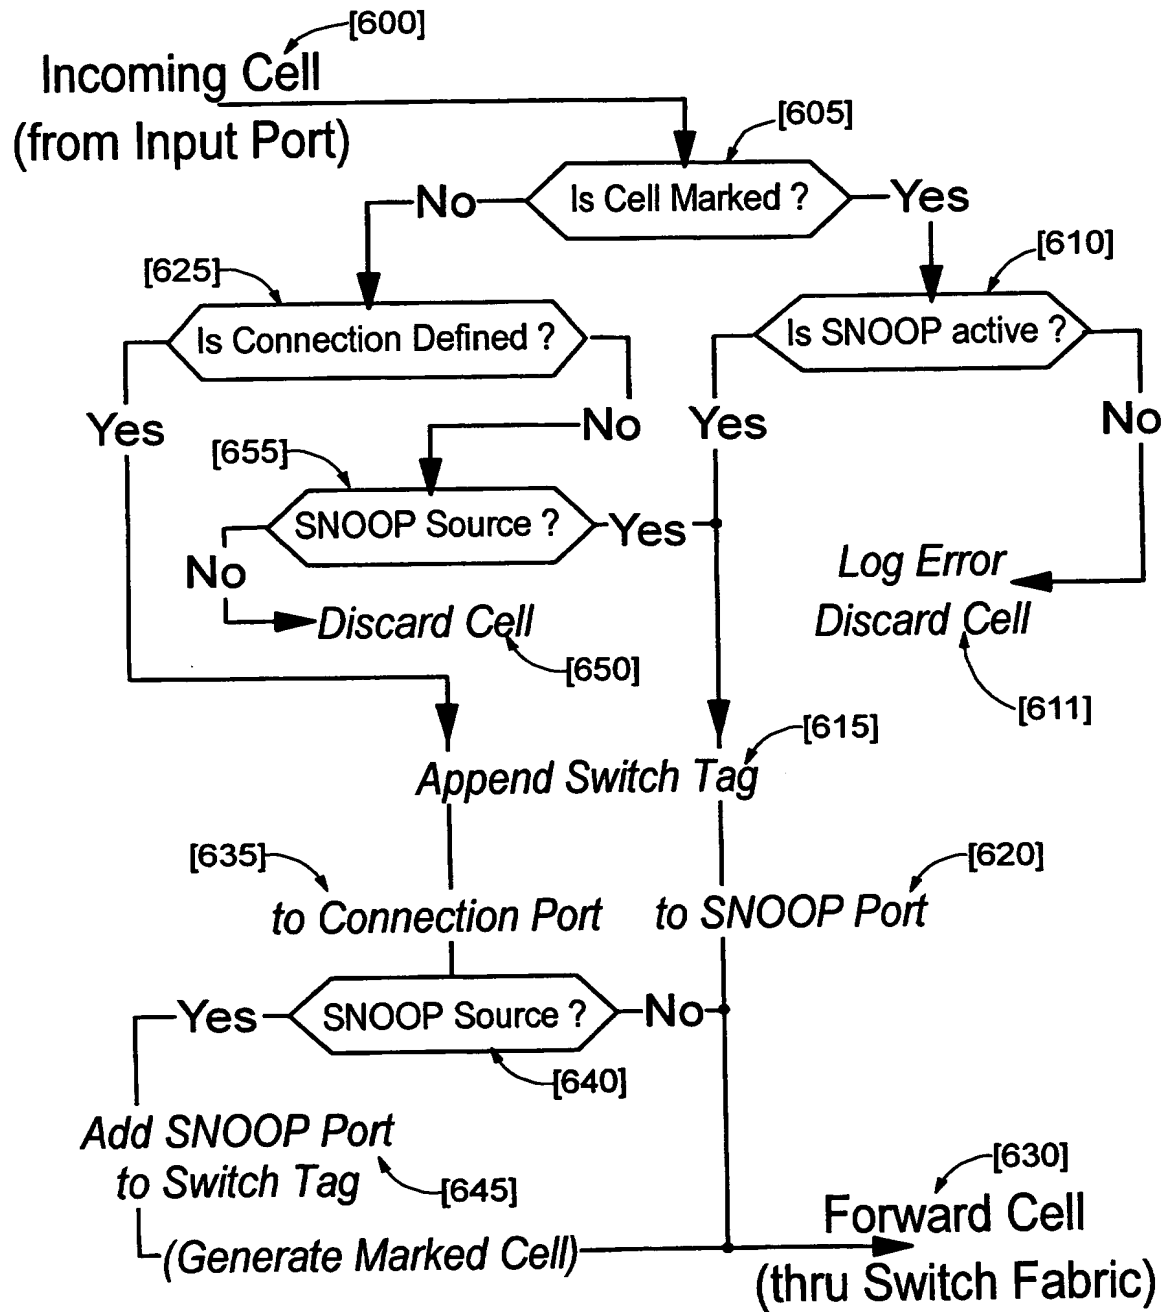 [600]
Incoming Cell
(from Input Port)
[605]
Is Cell Marked ?
No
Yes
[625]
[610]
Is Connection Defined ?
Is SNOOP active ?
Yes
No
Yes
No
[655]
SNOOP Source ?
Yes
No
Discard Cell
[650]
Log Error
Discard Cell
[611]
[615]
Append Switch Tag
[635]
[620]
to Connection Port
to SNOOP Port
Yes
SNOOP Source ?
No
[640]
Add SNOOP Port
to Switch Tag
[645]
(Generate Marked Cell)
[630]
Forward Cell
(thru Switch Fabric)